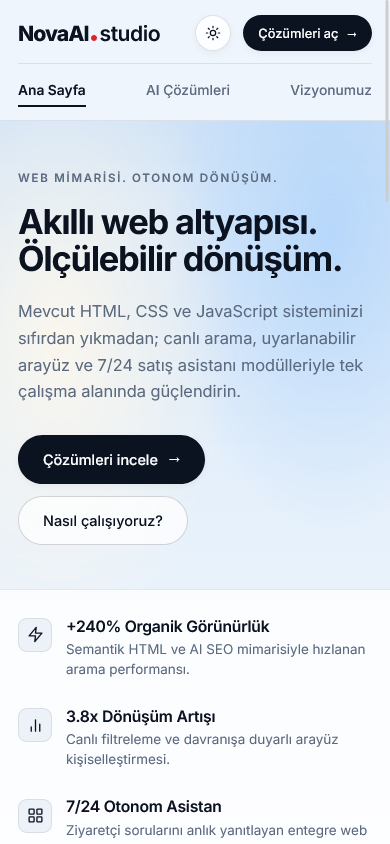 NovaAI.studio
Çözümleri aç →
Ana Sayfa
AI Çözümleri
Vizyonumuz
WEB MİMARİSİ. OTONOM DÖNÜŞÜM.
Akıllı web altyapısı.
Ölçülebilir dönüşüm.
Mevcut HTML, CSS ve JavaScript sisteminizi
sıfırdan yıkmadan; canlı arama, uyarlanabilir
arayüz ve 7/24 satış asistanı modülleriyle tek
çalışma alanında güçlendirin.
Çözümleri incele →
Nasıl çalışıyoruz?
+240% Organik Görünürlük
Semantik HTML ve AI SEO mimarisiyle hızlanan
arama performansı.
3.8x Dönüşüm Artışı
Canlı filtreleme ve davranışa duyarlı arayüz
kişiselleştirmesi.
7/24 Otonom Asistan
Ziyaretçi sorularını anlık yanıtlayan entegre web